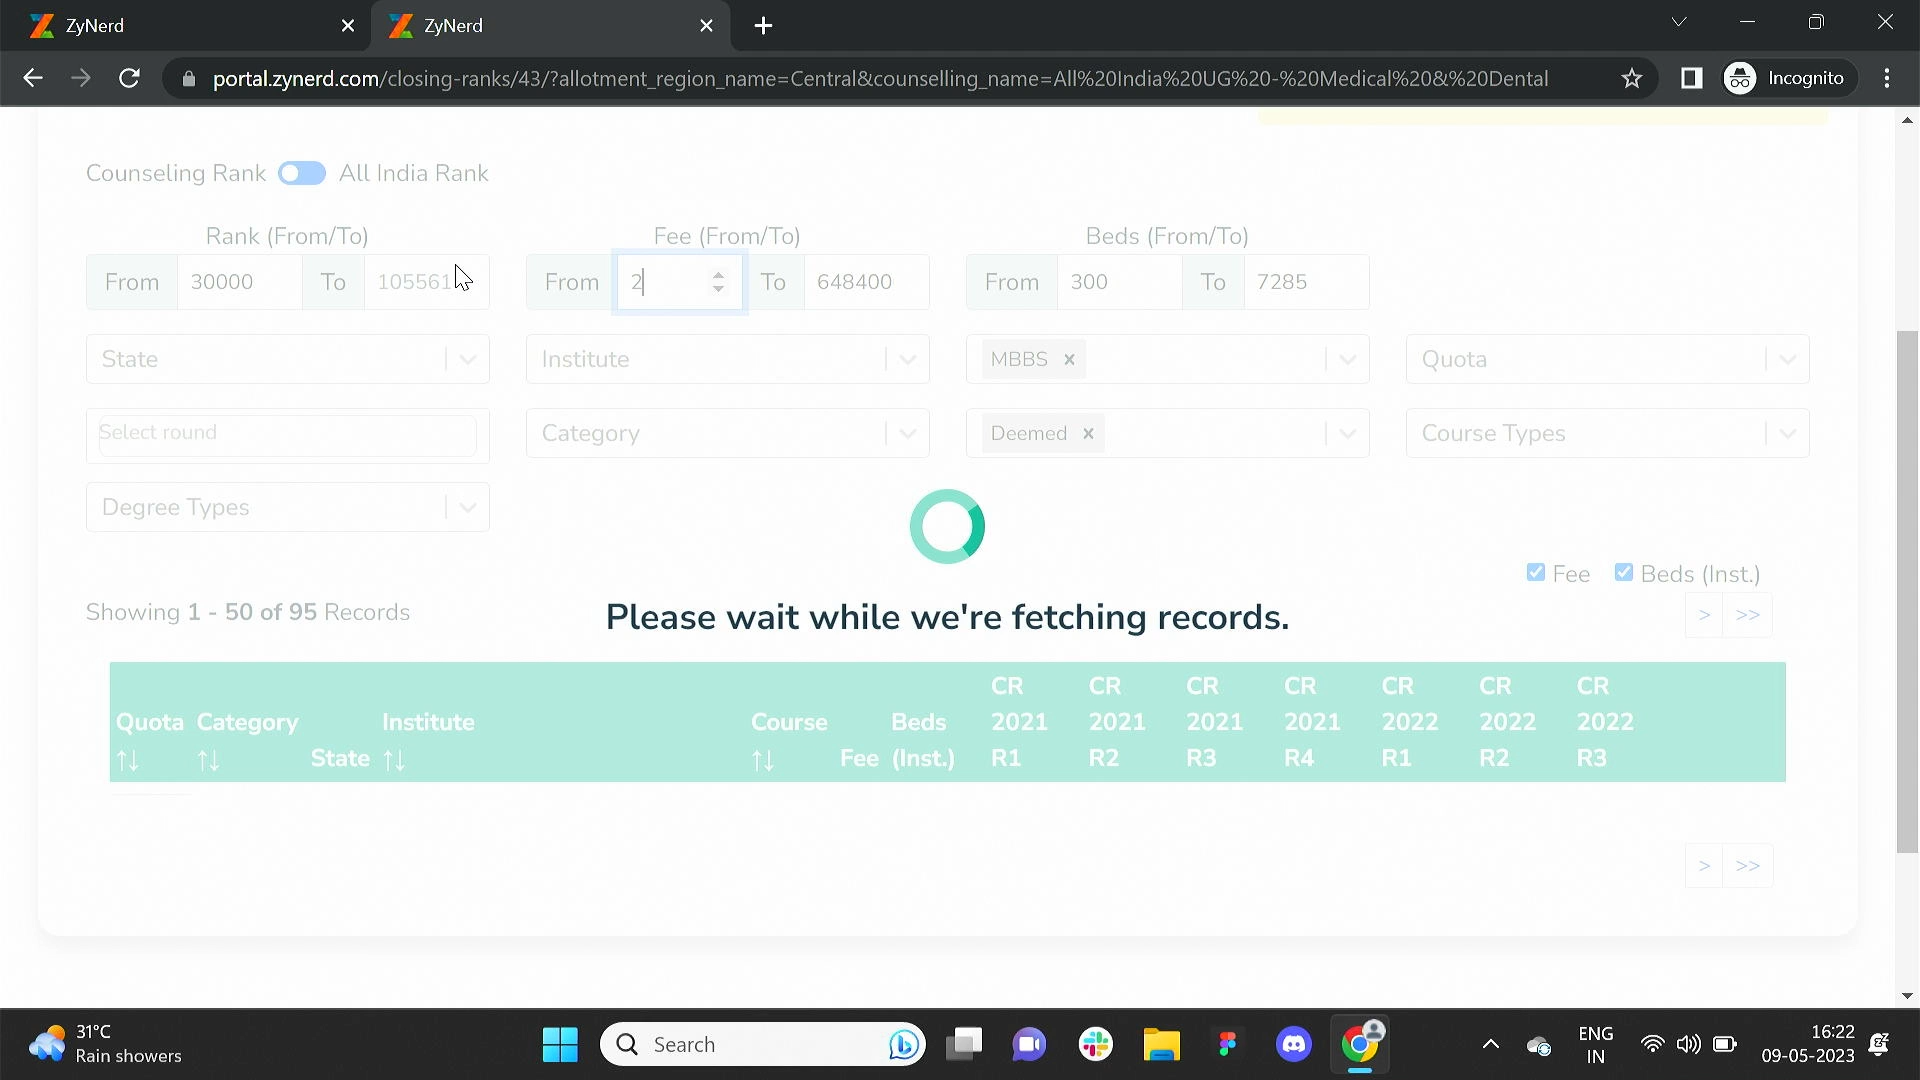 ZyNerd
ZyNerd
portal.zynerd.com/closing-ranks/43/?allotment_region_name=Central&counselling_name=All%20India%20UG%20-%20Medical%20&%20Dental
Incognito
Counseling Rank All India Rank
Rank (From/To) Fee (From/To) Beds (From/To)
From 30000 To 105561 From 2 To 648400 From 300 To 7285
State Institute MBBS × Quota
Select round Category Deemed × Course Types
Degree Types
Fee Beds (Inst.)
Showing 1 - 50 of 95 Records
> >>
Please wait while we're fetching records.
Quota Category State Institute Course Fee Beds (Inst.) CR 2021 R1 CR 2021 R2 CR 2021 R3 CR 2021 R4 CR 2022 R1 CR 2022 R2 CR 2022 R3
> >>
31°C
Rain showers
Search
ENG
IN
16:22
09-05-2023